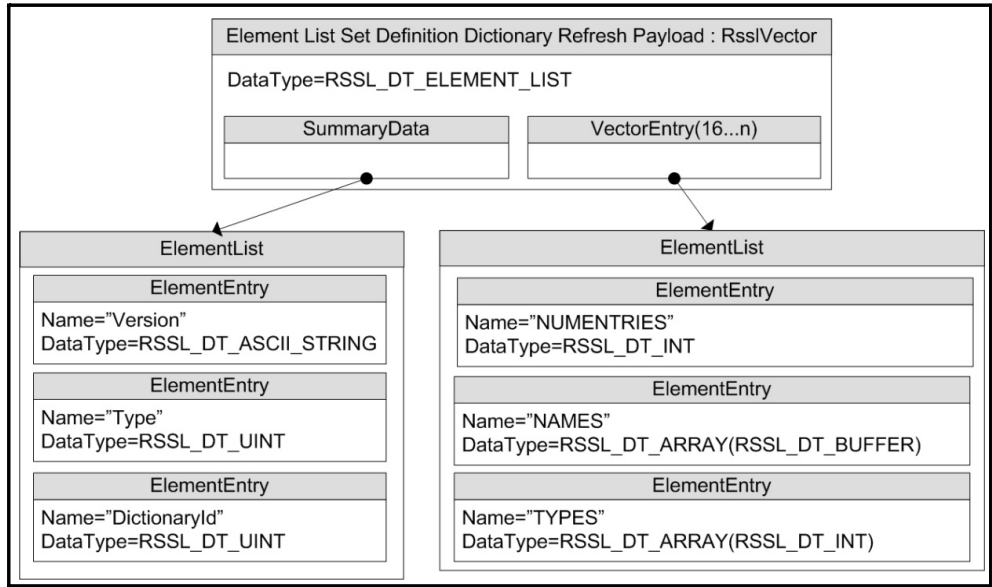 Element List Set Definition Dictionary Refresh Payload : RsslVector
DataType=RSSL_DT_ELEMENT_LIST
SummaryData
VectorEntry(16...n)
ElementList
ElementEntry
Name=”Version”
DataType=RSSL_DT_ASCII_STRING
ElementEntry
Name=”Type”
DataType=RSSL_DT_UINT
ElementEntry
Name=”DictionaryId”
DataType=RSSL_DT_UINT
ElementList
ElementEntry
Name=”NUMENTRIES”
DataType=RSSL_DT_INT
ElementEntry
Name=”NAMES”
DataType=RSSL_DT_ARRAY(RSSL_DT_BUFFER)
ElementEntry
Name=”TYPES”
DataType=RSSL_DT_ARRAY(RSSL_DT_INT)